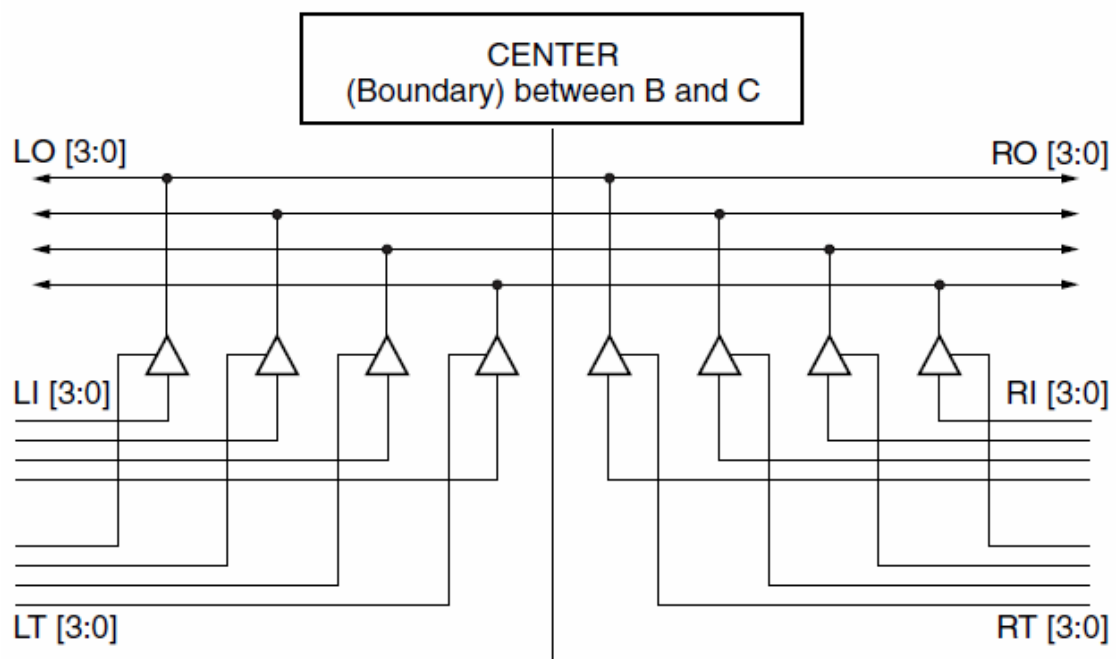 CENTER
(Boundary) between B and C
LO [3:0]
RO [3:0]
LI [3:0]
RI [3:0]
LT [3:0]
RT [3:0]